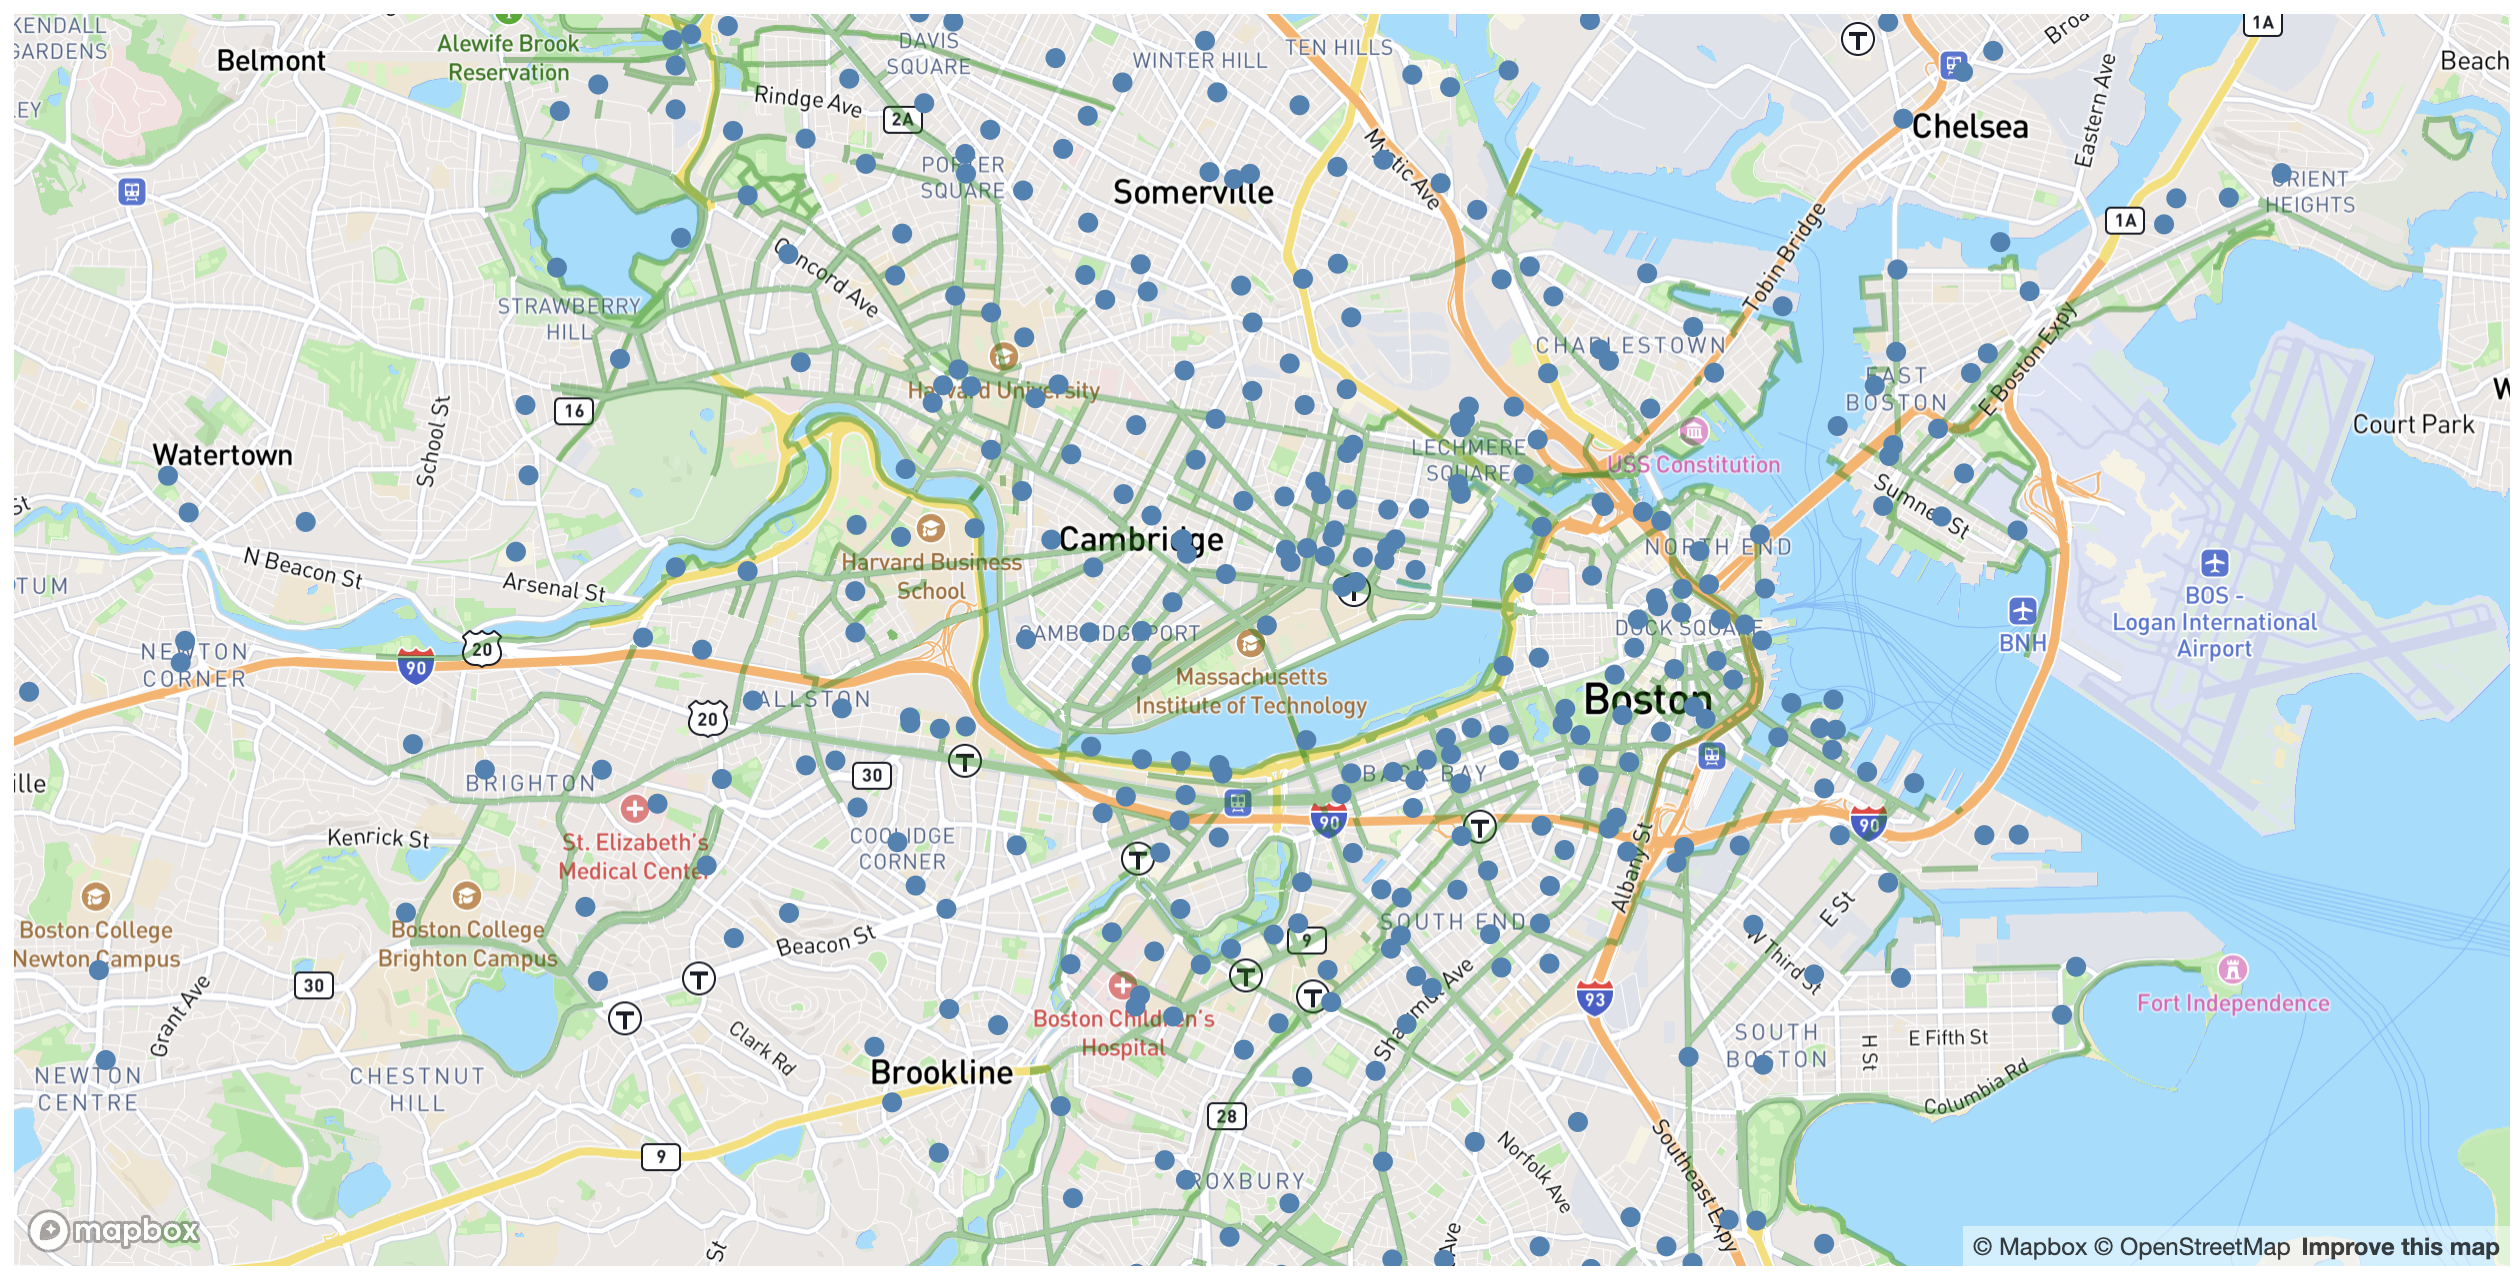 KENDALL
GARDENS
Belmont
Alewife Brook
Reservation
DAVIS
SQUARE
WINTER HILL
TEN HILLS
1A
Beach
LEY
Rindge Ave
2A
Mystic Ave
Chelsea
Eastern Ave
PORTER
SQUARE
Somerville
ORIENT
HEIGHTS
1A
Tobin Bridge
Concord Ave
STRAWBERRY
HILL
CHARLESTOWN
E Boston Expy
EAST
BOSTON
Harvard University
16
School St
Court Park
W
Watertown
LECHMERE
SQUARE
USS Constitution
St
Sumner St
Cambridge
NORTH END
Harvard Business
School
N Beacon St
Arsenal St
OTUM
BOS -
Logan International
Airport
BNH
CAMBRIDGEPORT
DOCK SQUARE
NEWTON
CORNER
90
20
Massachusetts
Institute of Technology
ALLSTON
20
Boston
T
BACK BAY
30
BRIGHTON
ille
St. Elizabeth's
Medical Center
Kenrick St
COOLIDGE
CORNER
90
90
Albany St
Boston College
Newton Campus
Boston College
Brighton Campus
Beacon St
SOUTH END
9
E St
W Third St
30
Grant Ave
Boston Children's
Hospital
Shawmut Ave
93
Fort Independence
SOUTH
BOSTON
H St
E Fifth St
Clark Rd
Brookline
NEWTON
CENTRE
CHESTNUT
HILL
Columbia Rd
28
9
Norfolk Ave
Southeast Expy
ROXBURY
St
Ave
mapbox
© Mapbox © OpenStreetMap Improve this map